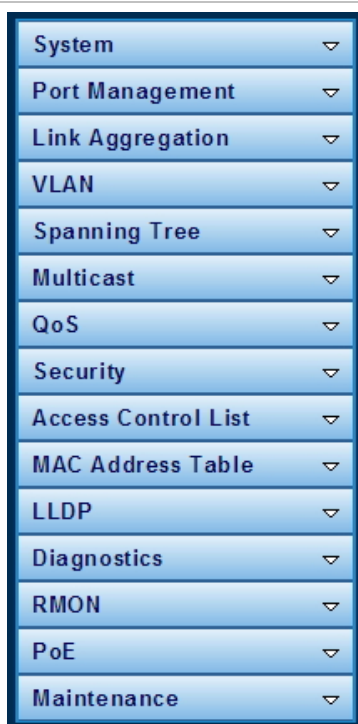 System
Port Management
Link Aggregation
VLAN
Spanning Tree
Multicast
QoS
Security
Access Control List
MAC Address Table
LLDP
Diagnostics
RMON
PoE
Maintenance